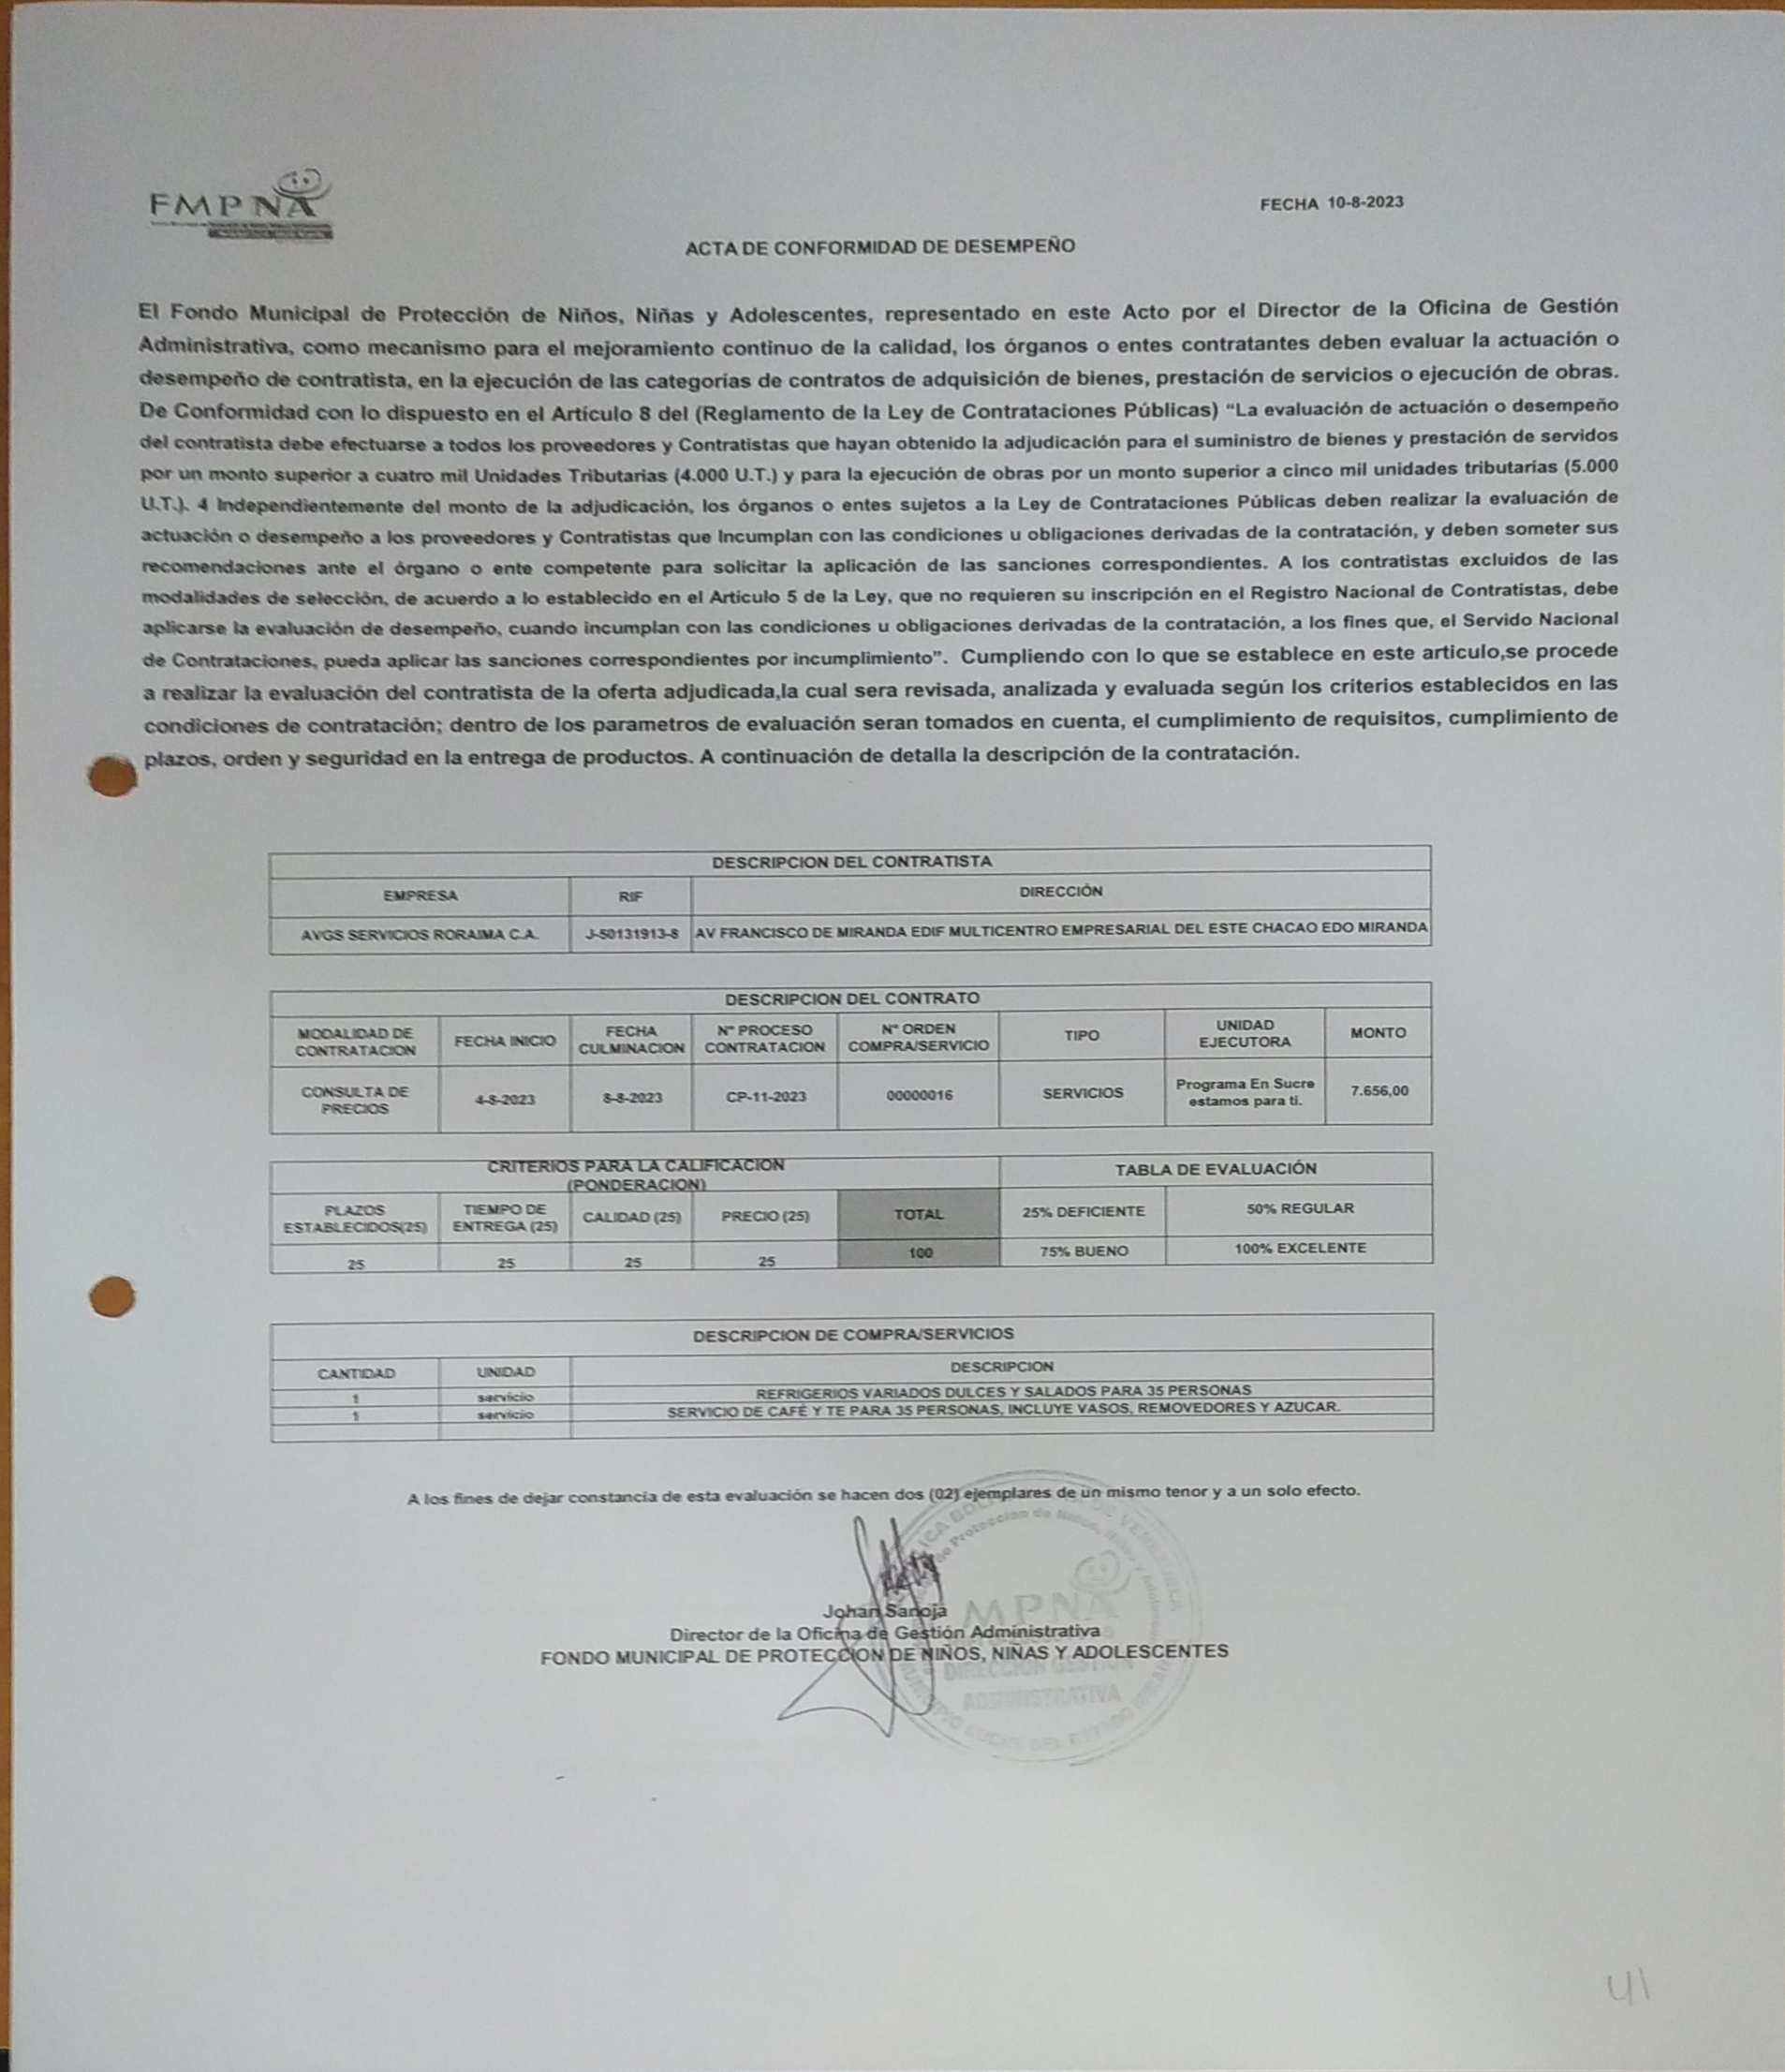 FMPNA
FECHA 10-8-2023
ACTA DE CONFORMIDAD DE DESEMPEÑO
El Fondo Municipal de Protección de Niños, Niñas y Adolescentes, representado en este Acto por el Director de la Oficina de Gestión
Administrativa, como mecanismo para el mejoramiento continuo de la calidad, los órganos o entes contratantes deben evaluar la actuación o
desempeño de contratista, en la ejecución de las categorías de contratos de adquisición de bienes, prestación de servicios o ejecución de obras.
De Conformidad con lo dispuesto en el Artículo 8 del (Reglamento de la Ley de Contrataciones Públicas) “La evaluación de actuación o desempeño
del contratista debe efectuarse a todos los proveedores y Contratistas que hayan obtenido la adjudicación para el suministro de bienes y prestación de servidos
por un monto superior a cuatro mil Unidades Tributarias (4.000 U.T.) y para la ejecución de obras por un monto superior a cinco mil unidades tributarias (5.000
U.T.). 4 Independientemente del monto de la adjudicación, los órganos o entes sujetos a la Ley de Contrataciones Públicas deben realizar la evaluación de
actuación o desempeño a los proveedores y Contratistas que Incumplan con las condiciones u obligaciones derivadas de la contratación, y deben someter sus
recomendaciones ante el órgano o ente competente para solicitar la aplicación de las sanciones correspondientes. A los contratistas excluidos de las
modalidades de selección, de acuerdo a lo establecido en el Artículo 5 de la Ley, que no requieren su inscripción en el Registro Nacional de Contratistas, debe
aplicarse la evaluación de desempeño, cuando incumplan con las condiciones u obligaciones derivadas de la contratación, a los fines que, el Servido Nacional
de Contrataciones, pueda aplicar las sanciones correspondientes por incumplimiento”. Cumpliendo con lo que se establece en este articulo,se procede
a realizar la evaluación del contratista de la oferta adjudicada,la cual sera revisada, analizada y evaluada según los criterios establecidos en las
condiciones de contratación; dentro de los parametros de evaluación seran tomados en cuenta, el cumplimiento de requisitos, cumplimiento de
plazos, orden y seguridad en la entrega de productos. A continuación de detalla la descripción de la contratación.
DESCRIPCION DEL CONTRATISTA
EMPRESA RIF DIRECCIÓN
AVGS SERVICIOS RORAIMA C.A. J-50131913-8 AV FRANCISCO DE MIRANDA EDIF MULTICENTRO EMPRESARIAL DEL ESTE CHACAO EDO MIRANDA
DESCRIPCION DEL CONTRATO
MODALIDAD DE CONTRATACION FECHA INICIO FECHA CULMINACION N° PROCESO CONTRATACION N° ORDEN COMPRA/SERVICIO TIPO UNIDAD EJECUTORA MONTO
CONSULTA DE PRECIOS 4-8-2023 8-8-2023 CP-11-2023 00000016 SERVICIOS Programa En Sucre estamos para ti. 7.656,00
CRITERIOS PARA LA CALIFICACION (PONDERACION) TABLA DE EVALUACIÓN
PLAZOS ESTABLECIDOS(25) TIEMPO DE ENTREGA (25) CALIDAD (25) PRECIO (25) TOTAL 25% DEFICIENTE 50% REGULAR
25 25 25 25 100 75% BUENO 100% EXCELENTE
DESCRIPCION DE COMPRA/SERVICIOS
CANTIDAD UNIDAD DESCRIPCION
1 servicio REFRIGERIOS VARIADOS DULCES Y SALADOS PARA 35 PERSONAS
1 servicio SERVICIO DE CAFÉ Y TE PARA 35 PERSONAS, INCLUYE VASOS, REMOVEDORES Y AZUCAR.
A los fines de dejar constancia de esta evaluación se hacen dos (02) ejemplares de un mismo tenor y a un solo efecto.
Johan Sanoja
Director de la Oficina de Gestión Administrativa
FONDO MUNICIPAL DE PROTECCION DE NIÑOS, NIÑAS Y ADOLESCENTES
MPNA
DIRECCION GESTION
ADMINISTRATIVA
41